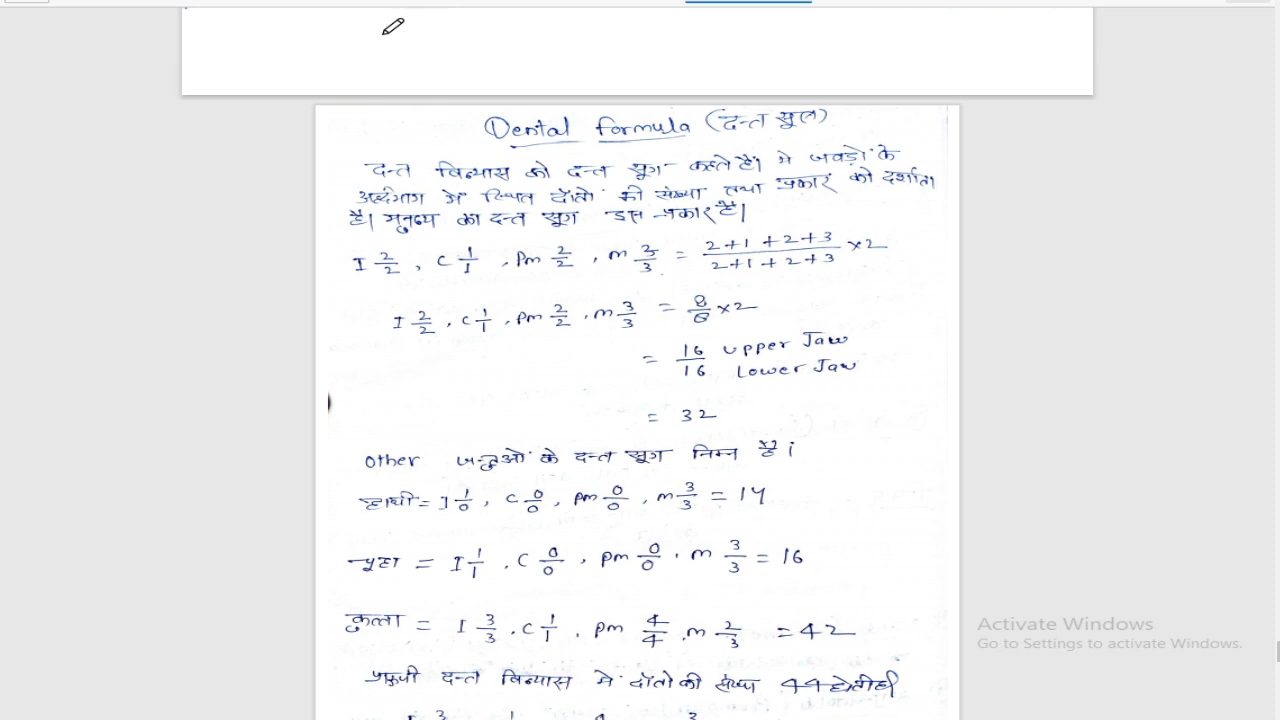 Dental formula (दन्त सूत्र)
दन्त विन्यास को दन्त सूत्र कहते है। ये जबड़ो के
अर्द्धभाग में स्थित दाँतो की संख्या तथा प्रकार को दर्शाता
है। मनुष्य का दन्त सूत्र इस प्रकार है।
I 2/2, C 1/1, Pm 2/2, m 3/3 = (2+1+2+3)/(2+1+2+3) ×2
I 2/2, C 1/1, Pm 2/2, m 3/3 = 8/8 ×2
= 16/16 Upper Jaw
Lower Jaw
= 32
Other जन्तुओं के दन्त सूत्र निम्न है।
×2
हाथी = I 1/0, C 0/0, pm 0/0, m 3/3 = 14
चूहा = I 1/1, C 0/0, pm 0/0, m 3/3 = 16
कुत्ता = I 3/3, C 1/1, pm 4/4, m 2/3 = 42
दन्त विन्यास में दाँतो की संख्या 44 होती है।
Activate Windows
Go to Settings to activate Windows.